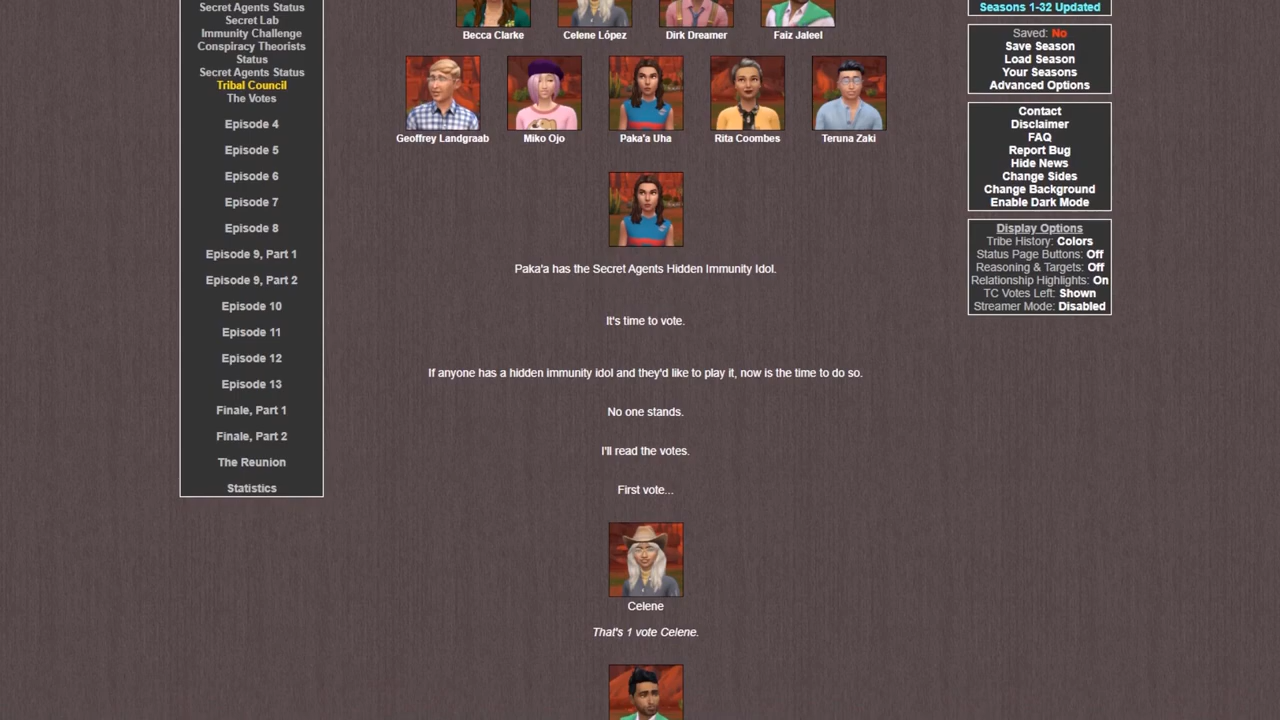 Secret Agents Status
Secret Lab
Immunity Challenge
Conspiracy Theorists
Status
Secret Agents Status
Tribal Council
The Votes
Episode 4
Episode 5
Episode 6
Episode 7
Episode 8
Episode 9, Part 1
Episode 9, Part 2
Episode 10
Episode 11
Episode 12
Episode 13
Finale, Part 1
Finale, Part 2
The Reunion
Statistics
Becca Clarke
Celene López
Dirk Dreamer
Faiz Jaleel
Geoffrey Landgraab
Miko Ojo
Paka'a Uha
Rita Coombes
Teruna Zaki
Paka'a has the Secret Agents Hidden Immunity Idol.
It's time to vote.
If anyone has a hidden immunity idol and they'd like to play it, now is the time to do so.
No one stands.
I'll read the votes.
First vote...
Celene
That's 1 vote Celene.
Seasons 1-32 Updated
Saved: No
Save Season
Load Season
Your Seasons
Advanced Options
Contact
Disclaimer
FAQ
Report Bug
Hide News
Change Sides
Change Background
Enable Dark Mode
Display Options
Tribe History: Colors
Status Page Buttons: Off
Reasoning & Targets: Off
Relationship Highlights: On
TC Votes Left: Shown
Streamer Mode: Disabled